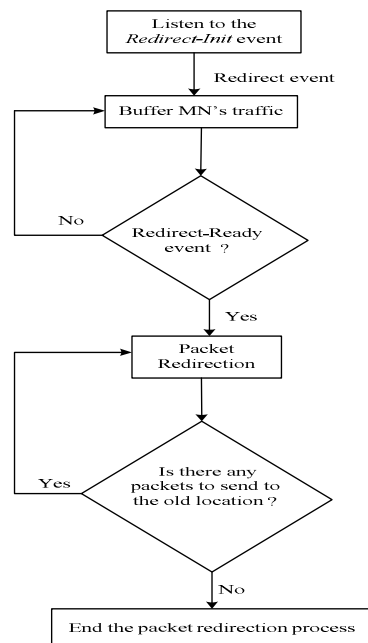 Listen to the
Redirect-Init event
Redirect event
Buffer MN's traffic
No
Redirect-Ready
event ?
Yes
Packet
Redirection
Is there any
packets to send to
the old location ?
Yes
No
End the packet redirection process